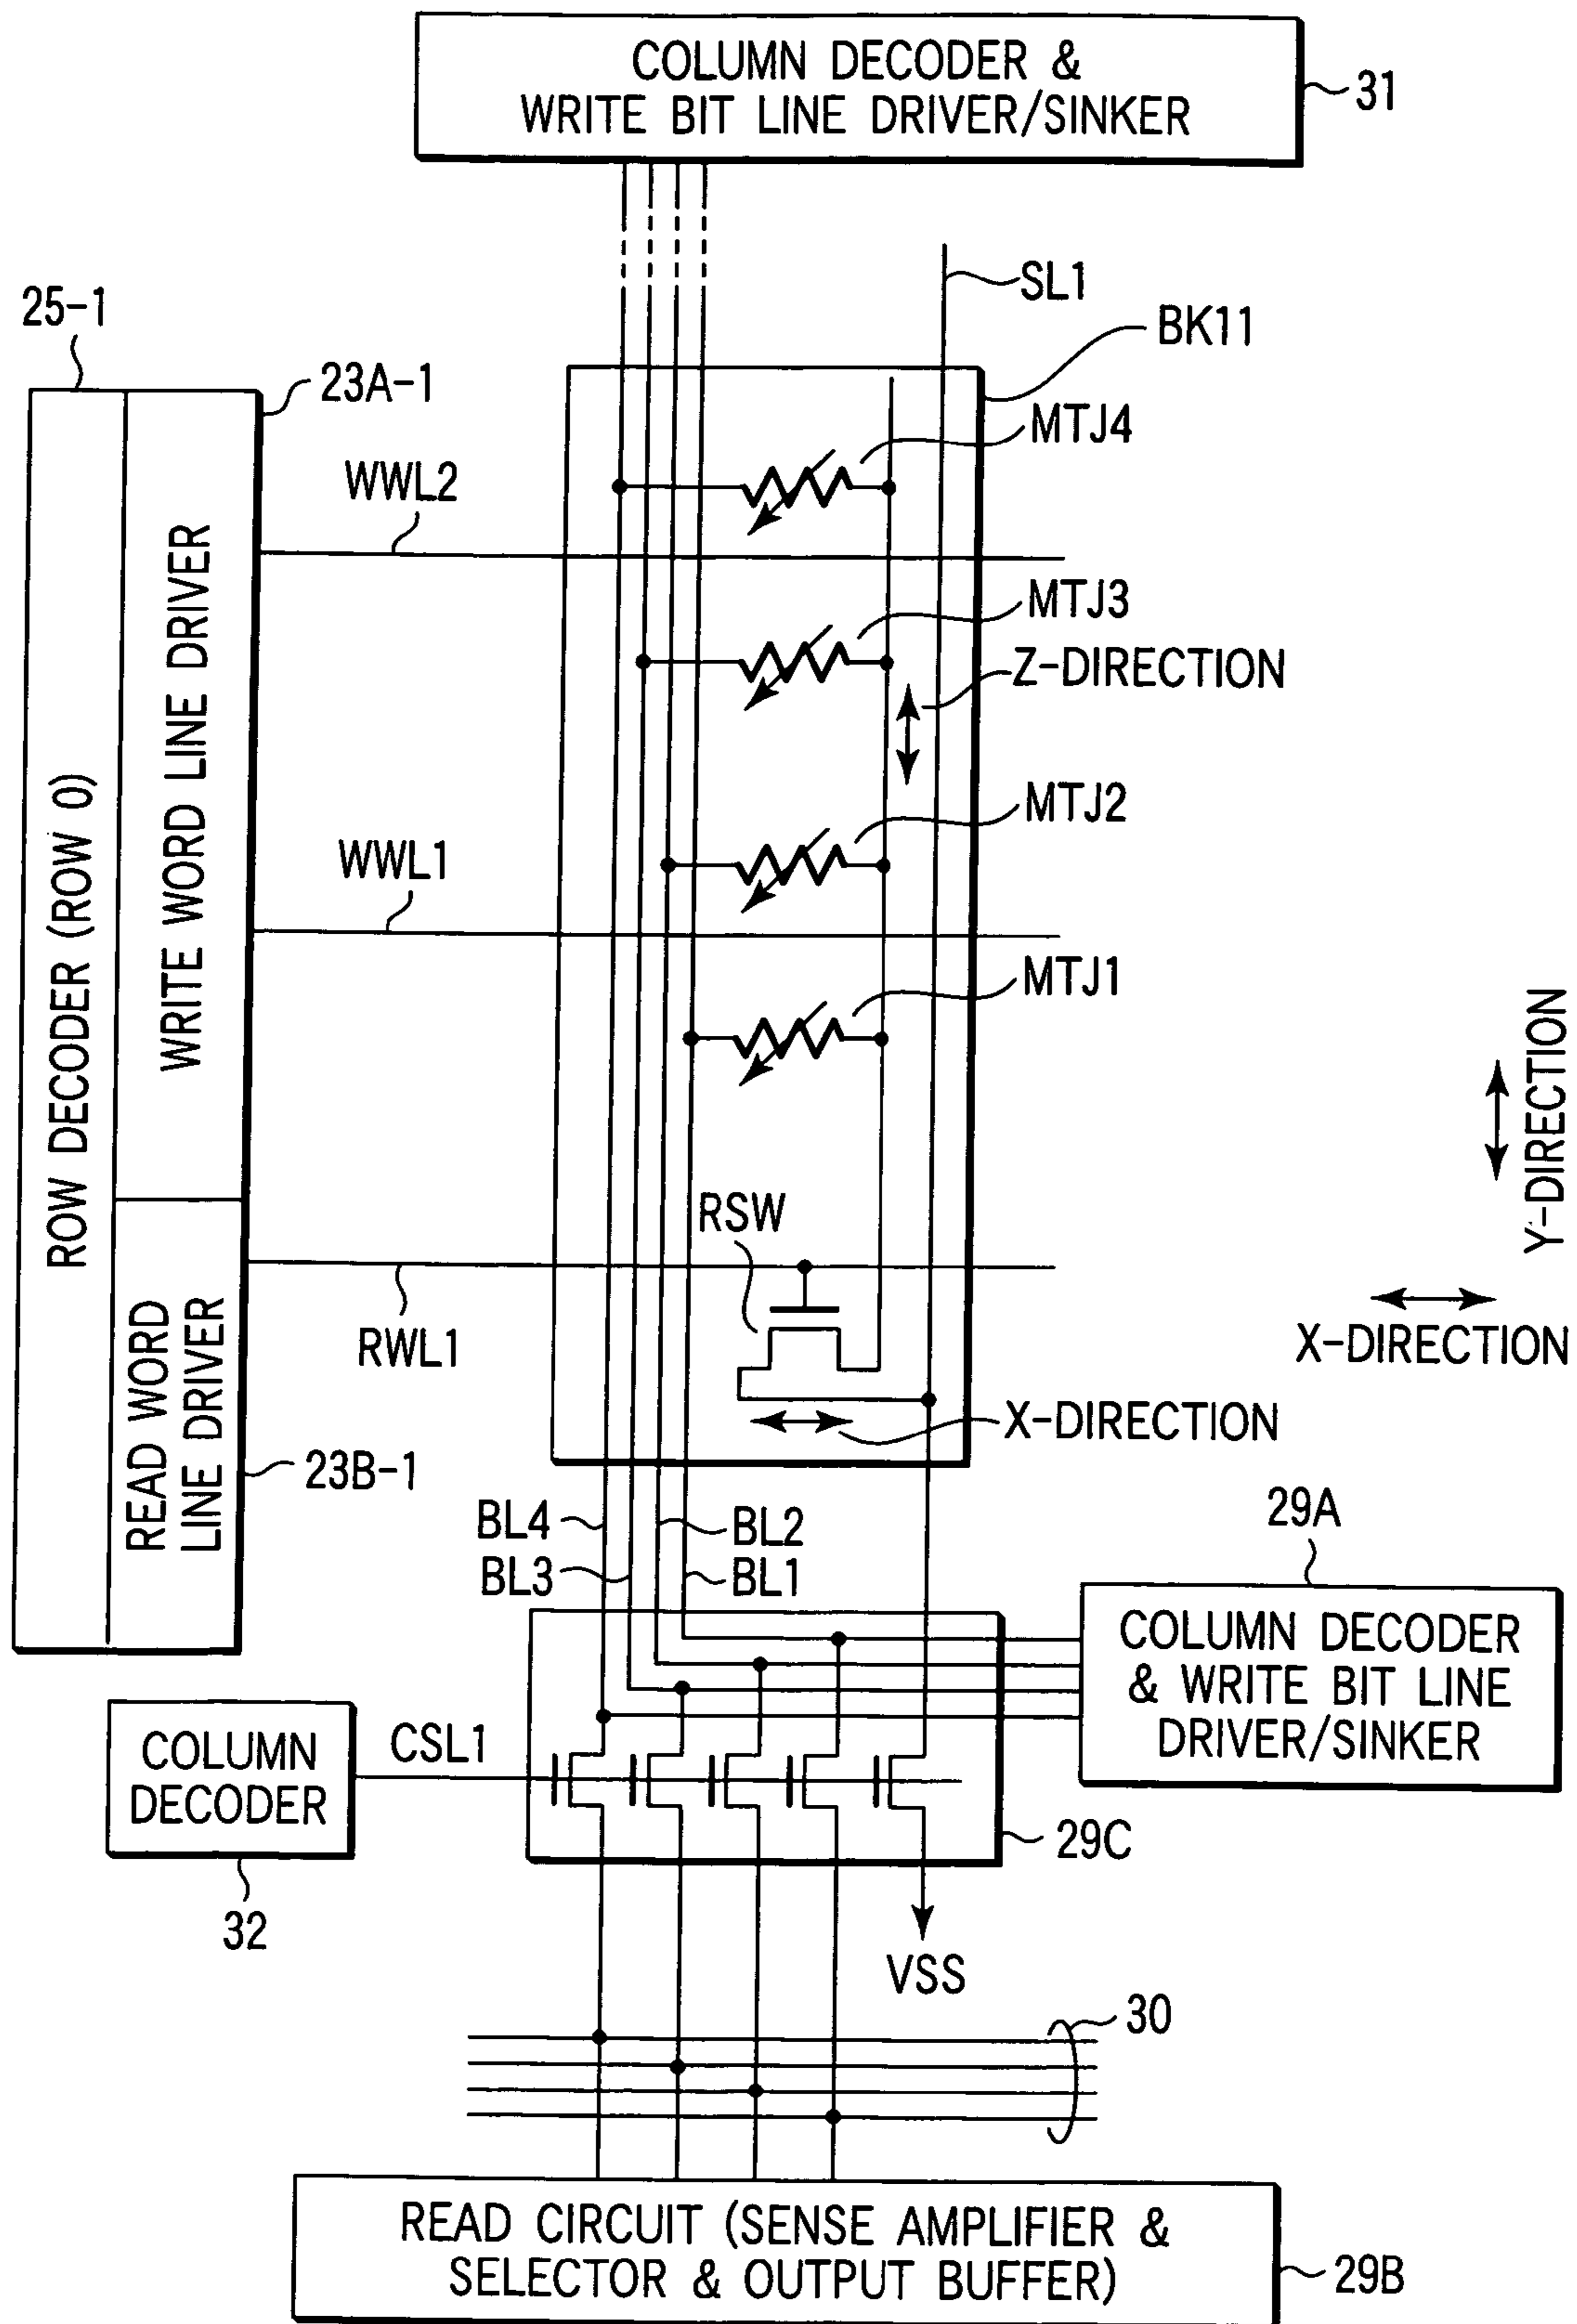 COLUMN DECODER &
WRITE BIT LINE DRIVER/SINKER
31
SL1
25-1
BK11
23A-1
MTJ4
WWL2
MTJ3
Z-DIRECTION
MTJ2
WWL1
MTJ1
ROW DECODER (ROW 0)
WRITE WORD LINE DRIVER
READ WORD
LINE DRIVER
Y-DIRECTION
RSW
RWL1
X-DIRECTION
X-DIRECTION
23B-1
BL4
BL2
BL3
BL1
29A
COLUMN DECODER
& WRITE BIT LINE
DRIVER/SINKER
COLUMN
DECODER
CSL1
29C
32
VSS
30
READ CIRCUIT (SENSE AMPLIFIER &
SELECTOR & OUTPUT BUFFER)
29B